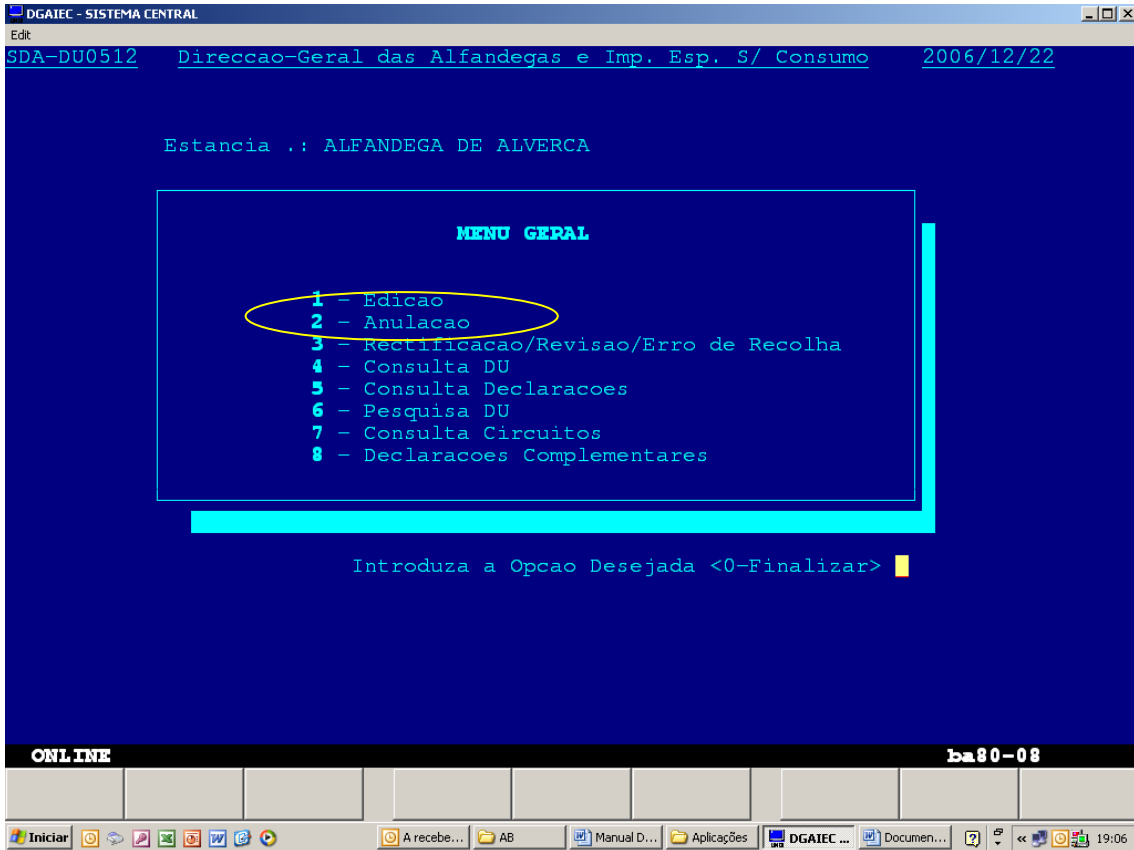 DGAIEC - SISTEMA CENTRAL
Edit
SDA-DU0512 Direccao-Geral das Alfandegas e Imp. Esp. S/ Consumo 2006/12/22
Estancia .: ALFANDEGA DE ALVERCA
MENU GERAL
1 - Edicao
2 - Anulacao
3 - Rectificacao/Revisao/Erro de Recolha
4 - Consulta DU
5 - Consulta Declaracoes
6 - Pesquisa DU
7 - Consulta Circuitos
8 - Declaracoes Complementares
Introduza a Opcao Desejada <0-Finalizar>
ONLINE ba80-08
Iniciar A recebe... AB Manual D... Aplicações DGAIEC ... Documen... 19:06